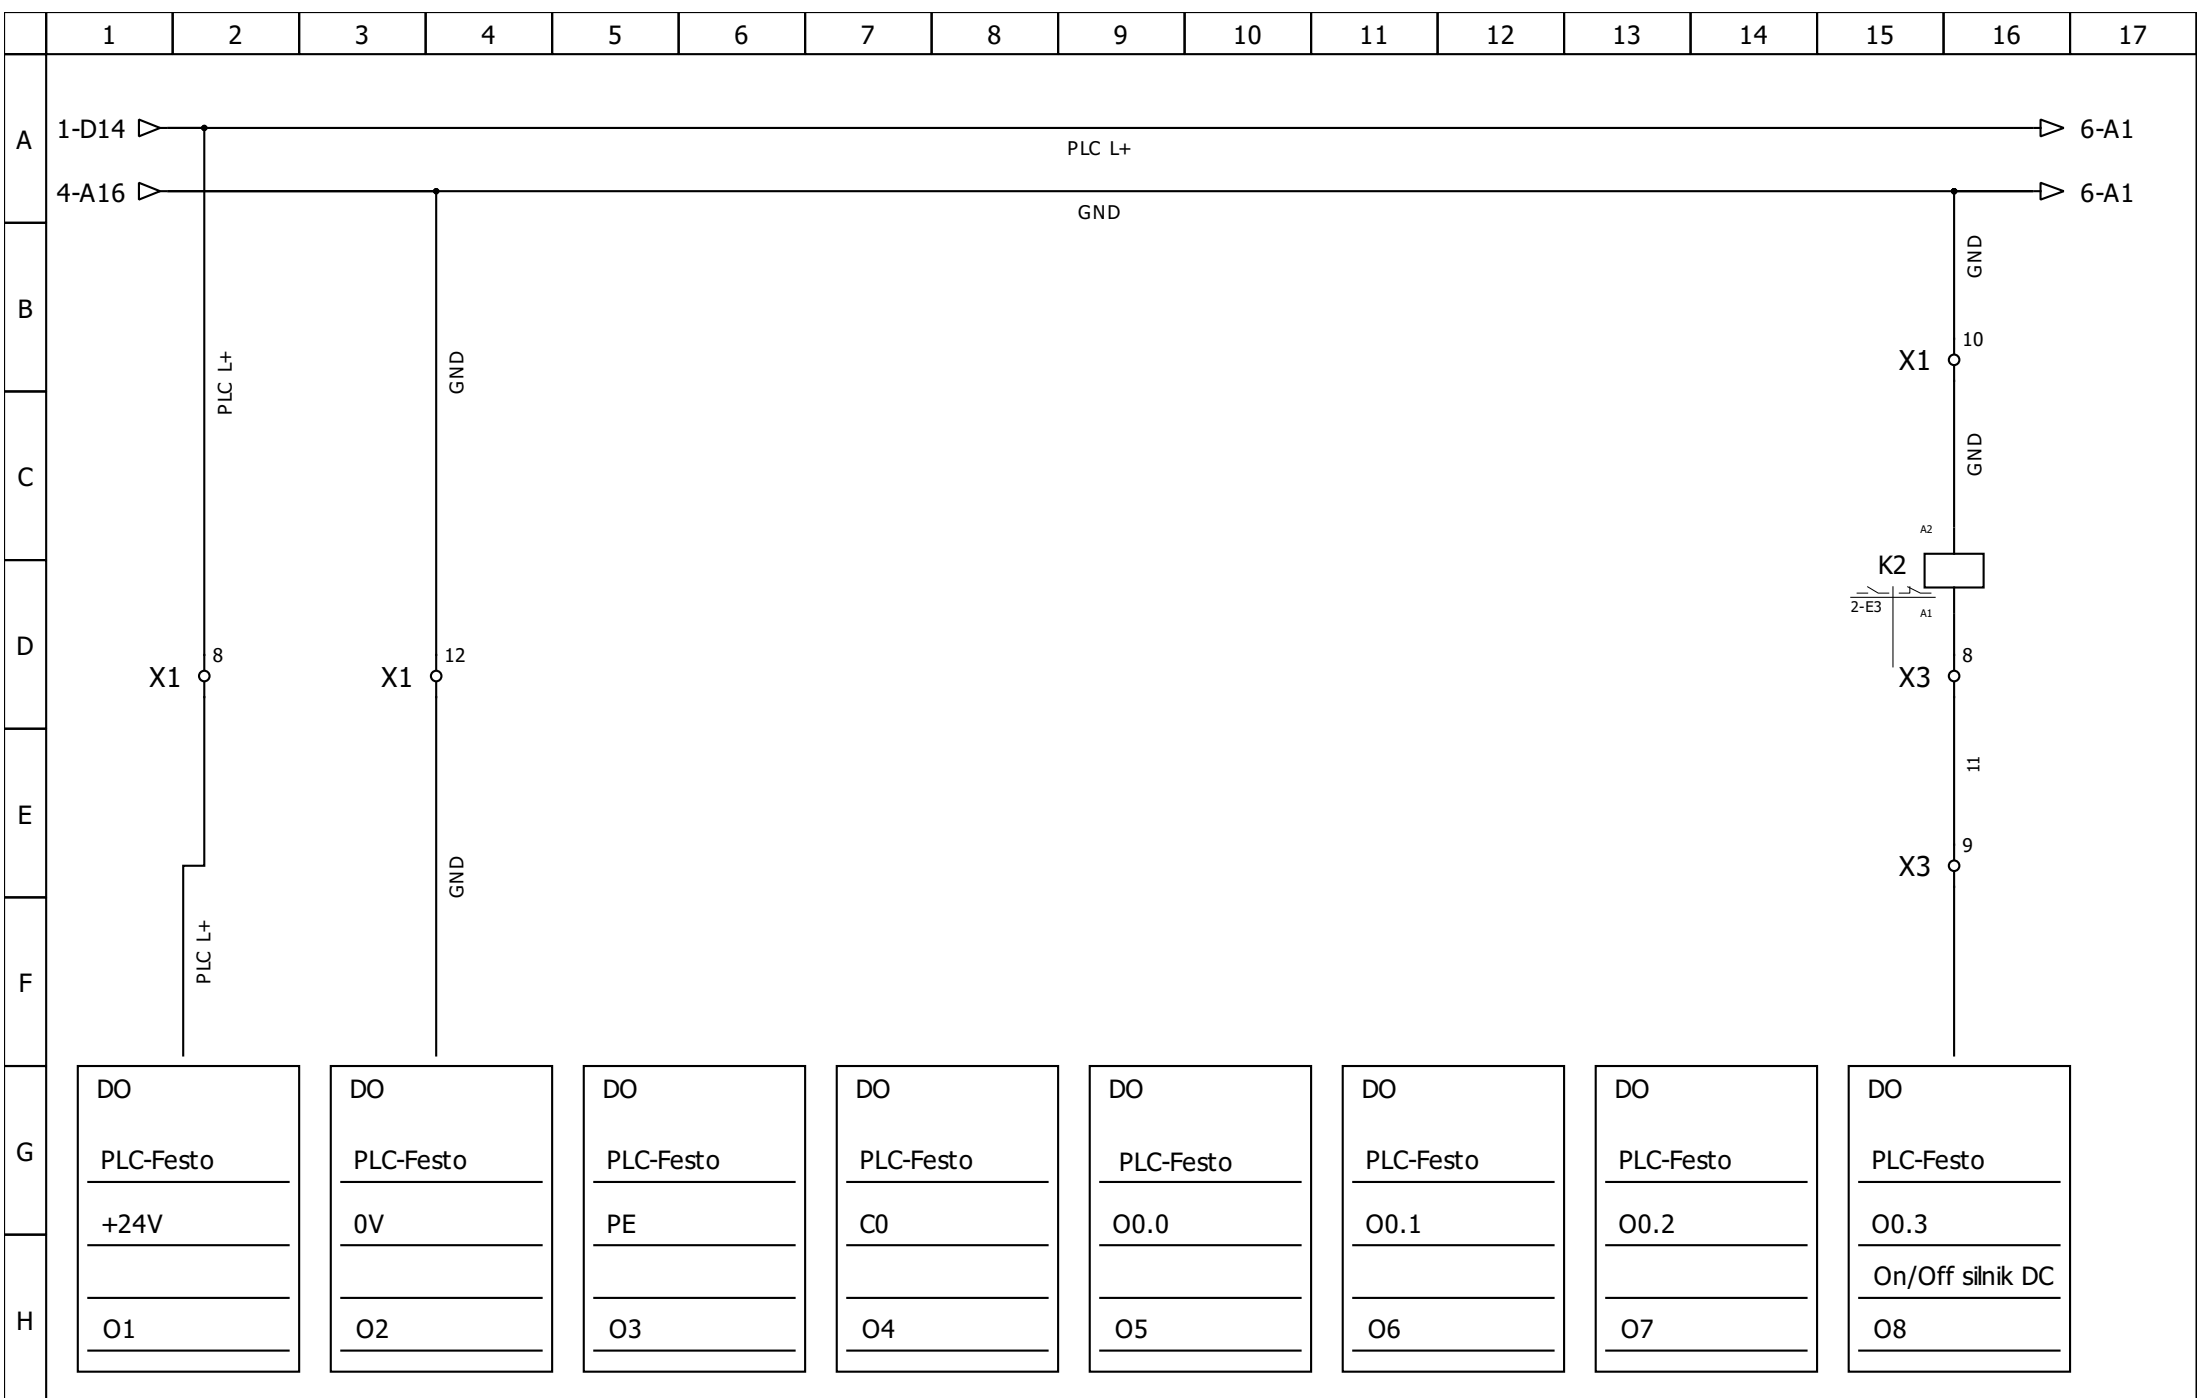 1 2 3 4 5 6 7 8 9 10 11 12 13 14 15 16 17
A
1-D14 6-A1
PLC L+
4-A16 6-A1
GND
B
GND
10
X1
PLC L+
GND
C
GND
A2
K2
2-E3
A1
D
8
X1
12
X1
8
X3
11
E
9
X3
GND
PLC L+
F
DO DO DO DO DO DO DO DO
G
PLC-Festo PLC-Festo PLC-Festo PLC-Festo PLC-Festo PLC-Festo PLC-Festo PLC-Festo
+24V 0V PE C0 O0.0 O0.1 O0.2 O0.3
On/Off silnik DC
H
O1 O2 O3 O4 O5 O6 O7 O8